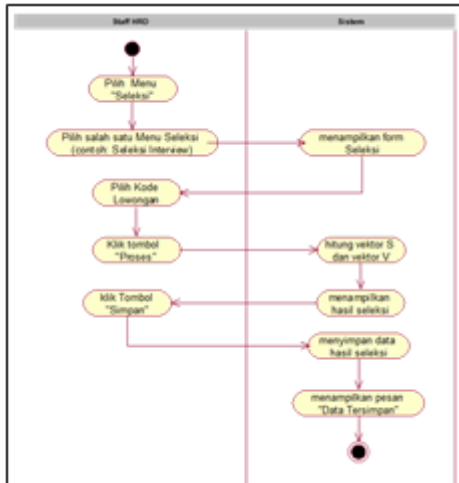 Staff HRD
Sistem
Pilih Menu
"Seleksi"
Pilih salah satu Menu Seleksi
(contoh: Seleksi Interview)
menampilkan form
Seleksi
Pilih Kode
Lowongan
Klik tombol
"Proses"
hitung vektor S
dan vektor V
klik Tombol
"Simpan"
menampilkan
hasil seleksi
menyimpan data
hasil seleksi
menampilkan pesan
"Data Tersimpan"